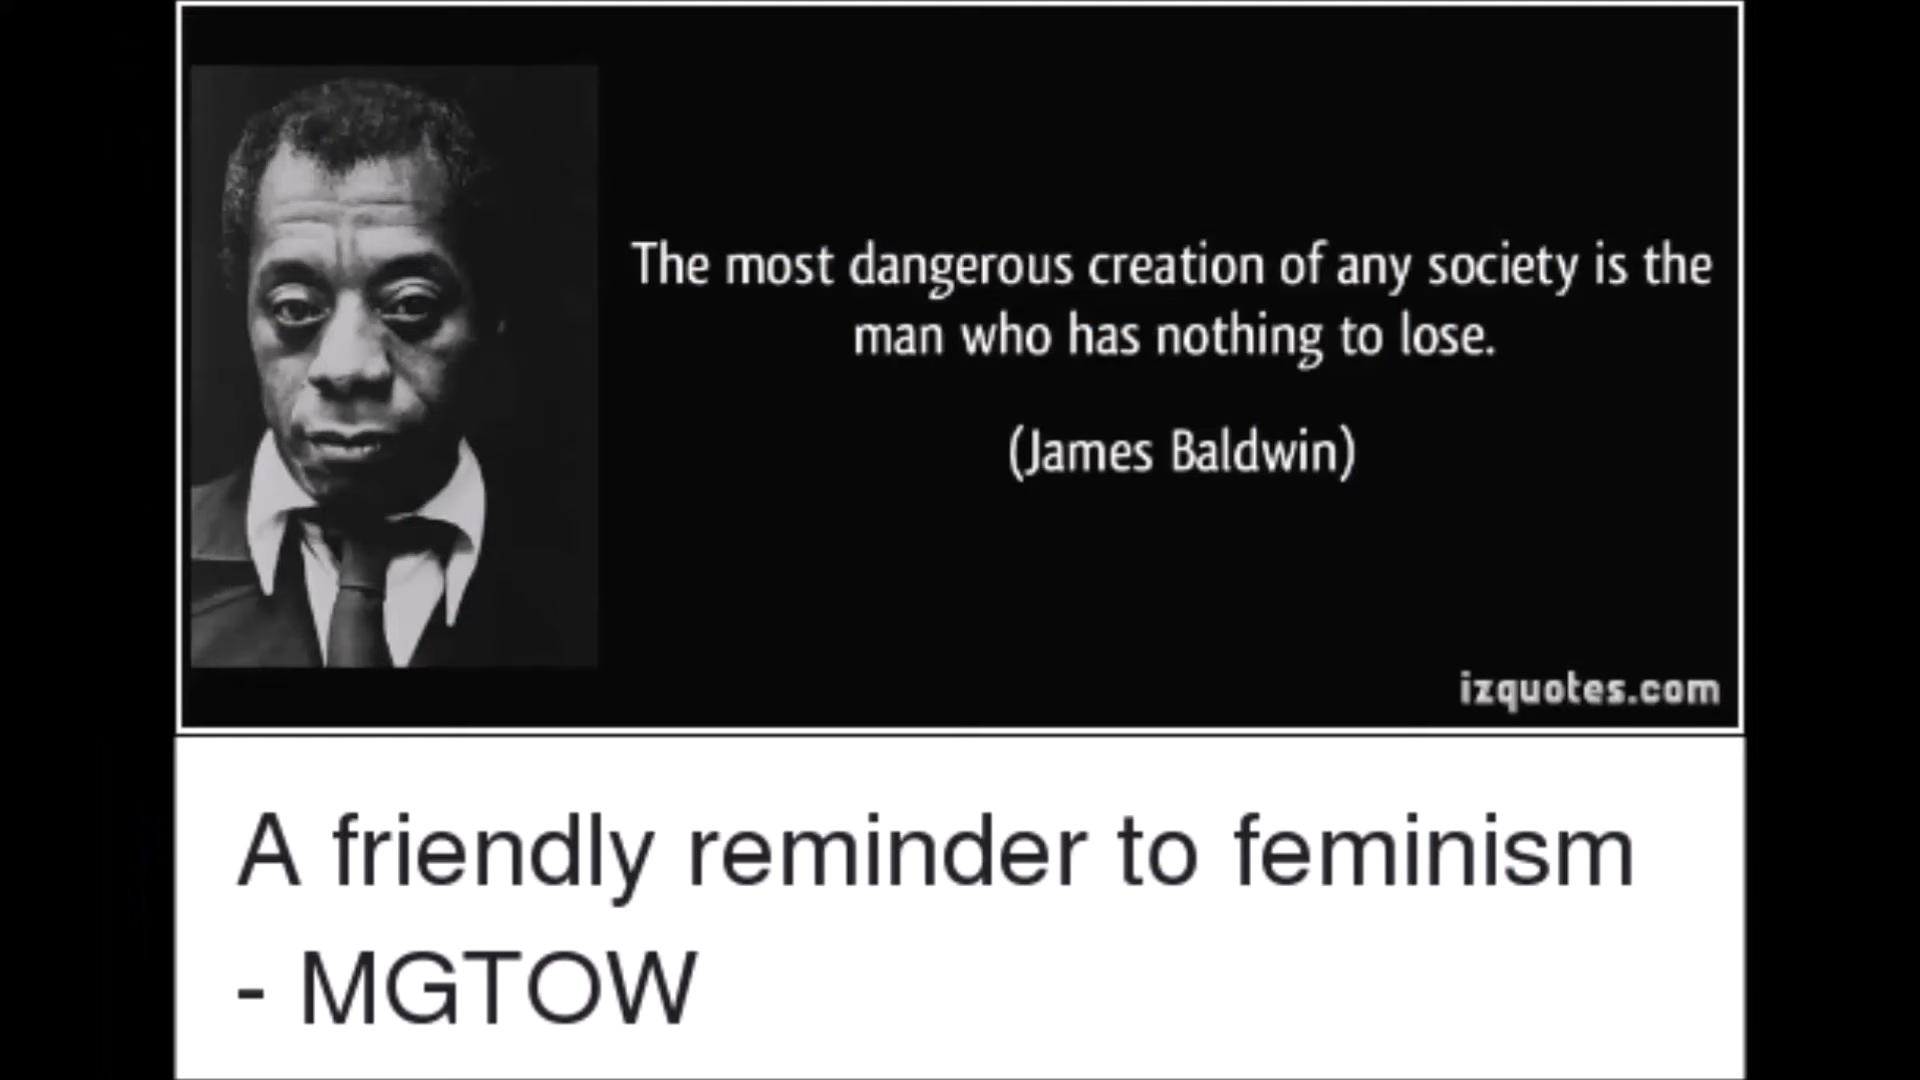 The most dangerous creation of any society is the
man who has nothing to lose.
(James Baldwin)
izquotes.com
A friendly reminder to feminism
- MGTOW